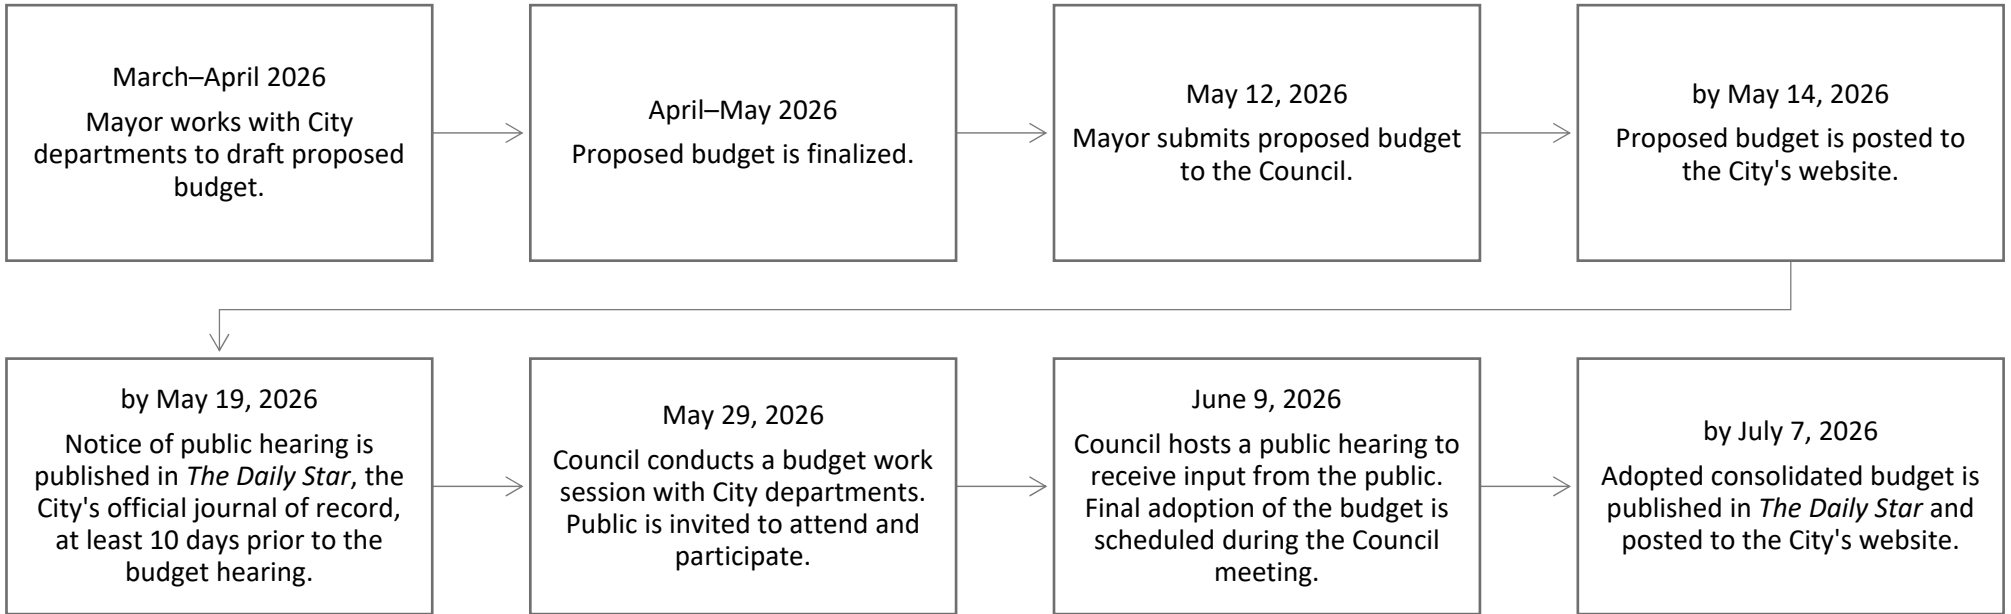 March–April 2026
Mayor works with City
departments to draft proposed
budget.
April–May 2026
Proposed budget is finalized.
May 12, 2026
Mayor submits proposed budget
to the Council.
by May 14, 2026
Proposed budget is posted to
the City's website.
by May 19, 2026
Notice of public hearing is
published in The Daily Star, the
City's official journal of record,
at least 10 days prior to the
budget hearing.
May 29, 2026
Council conducts a budget work
session with City departments.
Public is invited to attend and
participate.
June 9, 2026
Council hosts a public hearing to
receive input from the public.
Final adoption of the budget is
scheduled during the Council
meeting.
by July 7, 2026
Adopted consolidated budget is
published in The Daily Star and
posted to the City's website.